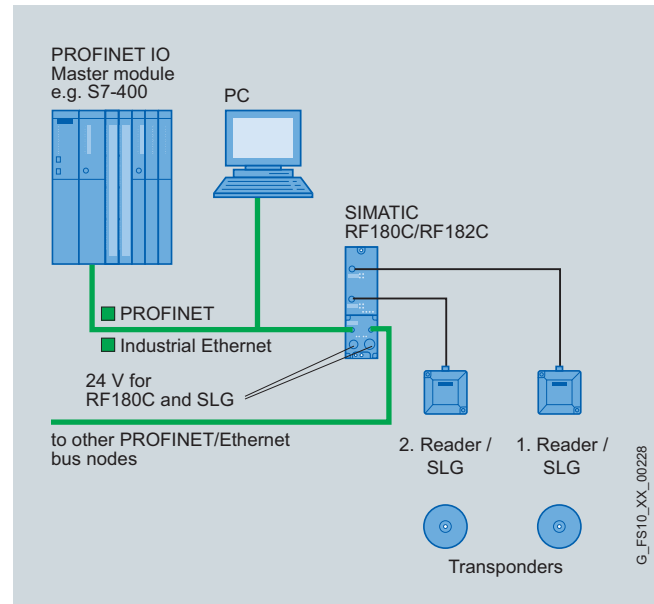 PROFINET IO
Master module
e.g. S7-400
PC
SIMATIC
RF180C/RF182C
PROFINET
Industrial Ethernet
24 V for
RF180C and SLG
to other PROFINET/Ethernet
bus nodes
2. Reader /
SLG
1. Reader /
SLG
Transponders
G_FS10_XX_00228